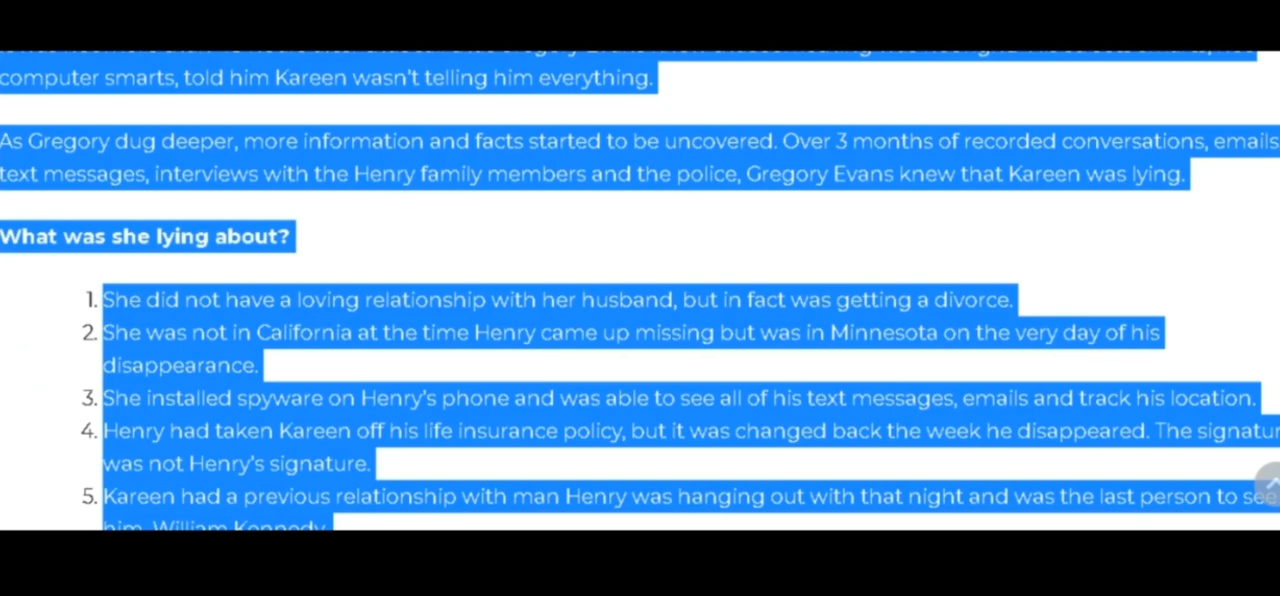 computer smarts, told him Kareen wasn't telling him everything.
As Gregory dug deeper, more information and facts started to be uncovered. Over 3 months of recorded conversations, emails
text messages, interviews with the Henry family members and the police, Gregory Evans knew that Kareen was lying.
What was she lying about?
1. She did not have a loving relationship with her husband, but in fact was getting a divorce.
2. She was not in California at the time Henry came up missing but was in Minnesota on the very day of his
disappearance.
3. She installed spyware on Henry's phone and was able to see all of his text messages, emails and track his location.
4. Henry had taken Kareen off his life insurance policy, but it was changed back the week he disappeared. The signatur
was not Henry's signature.
5. Kareen had a previous relationship with man Henry was hanging out with that night and was the last person to see
him, William Kennedy.